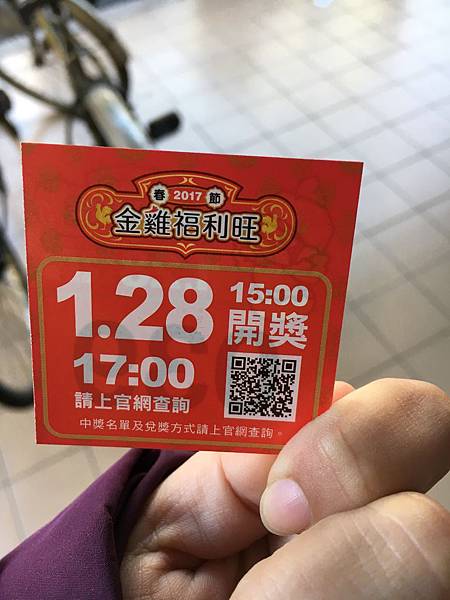 春 2017 節
金雞福利旺
1.28 15:00
開獎
17:00
請上官網查詢
中獎名單及兌獎方式請上官網查詢。